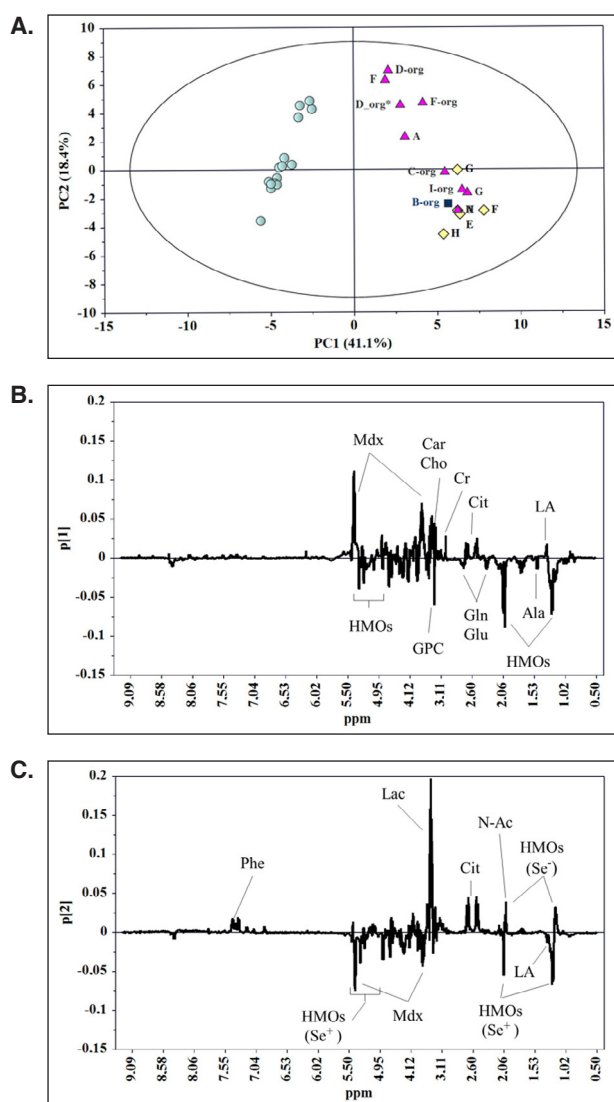 A.
10
8
6
4
2
0
-2
-4
-6
-8
-10
PC2 (18.4%)
D-org
F
D_org*
F-org
A
C-org
G
I-org
G
B-org
N
F
E
H
-15
-10
-5
0
5
10
15
PC1 (41.1%)
B.
0.2
0.15
0.1
0.05
0
-0.05
-0.1
-0.15
p[1]
Mdx
Car
Cho
Cr
Cit
LA
HMOs
GPC
Gln
Glu
Ala
HMOs
9.09
8.58
8.06
7.55
7.04
6.53
6.02
5.50
4.95
4.12
3.62
3.11
2.60
2.06
1.53
1.02
0.50
ppm
C.
0.2
0.15
0.1
0.05
0
-0.05
-0.1
-0.15
p[2]
Lac
Phe
Cit
N-Ac
HMOs
(Se⁻)
HMOs
(Se⁺)
Mdx
LA
HMOs
(Se⁺)
9.09
8.58
8.06
7.55
7.04
6.53
6.02
5.50
4.95
4.12
3.62
3.11
2.60
2.06
1.53
1.02
0.50
ppm